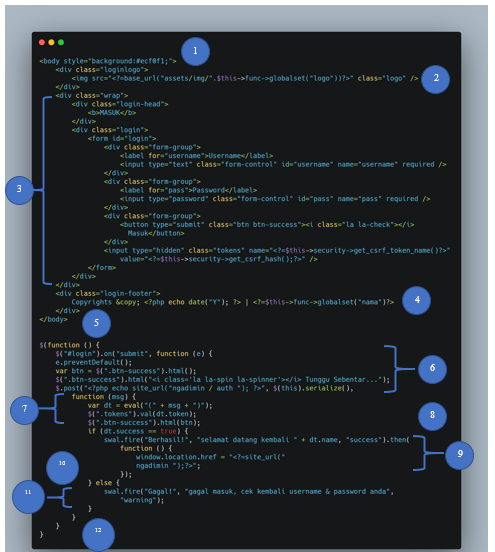 1
<body style="background:#ecf0f1;">
<div class="loginlogo">
<img src="<?=base_url("assets/img/".$this->func->globalset("logo"))?>" class="logo" />
2
</div>
<div class="wrap">
<div class="login-head">
<b>MASUK</b>
</div>
<div class="login">
<form id="login">
<div class="form-group">
<label for="username">Username</label>
<input type="text" class="form-control" id="username" name="username" required />
</div>
3
<div class="form-group">
<label for="pass">Password</label>
<input type="password" class="form-control" id="pass" name="pass" required />
</div>
<div class="form-group">
<button type="submit" class="btn btn-success"><i class="la la-check"></i>
Masuk</button>
</div>
<input type="hidden" class="tokens" name="<?=$this->security->get_csrf_token_name()?>"
value="<?=$this->security->get_csrf_hash();?>" />
</form>
</div>
</div>
<div class="login-footer">
Copyrights &copy; <?php echo date("Y"); ?> | <?=$this->func->globalset("nama")?>
4
</div>
</body>
5
$(function () {
$("#login").on("submit", function (e) {
e.preventDefault();
var btn = $(".btn-success").html();
6
$(".btn-success").html("<i class='la la-spin la-spinner'></i> Tunggu Sebentar...");
$.post("<?php echo site_url("ngadimin / auth "); ?>", $(this).serialize(),
function (msg) {
7
var dt = eval("(" + msg + ")");
$(".tokens").val(dt.token);
$(".btn-success").html(btn);
8
if (dt.success == true) {
swal.fire("Berhasil!", "selamat datang kembali " + dt.name, "success").then(
function () {
window.location.href = "<?=site_url("
9
ngadimin ");?>";
});
10
} else {
swal.fire("Gagal!", "gagal masuk, cek kembali username & password anda",
11
"warning");
}
}
}
12
}